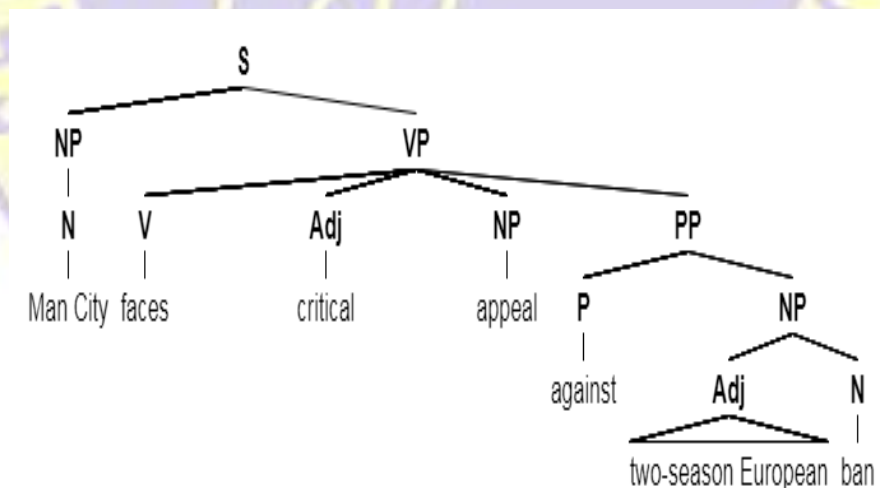 S
NP VP
N V Adj NP PP
Man City faces critical appeal P NP
against Adj N
two-season European ban